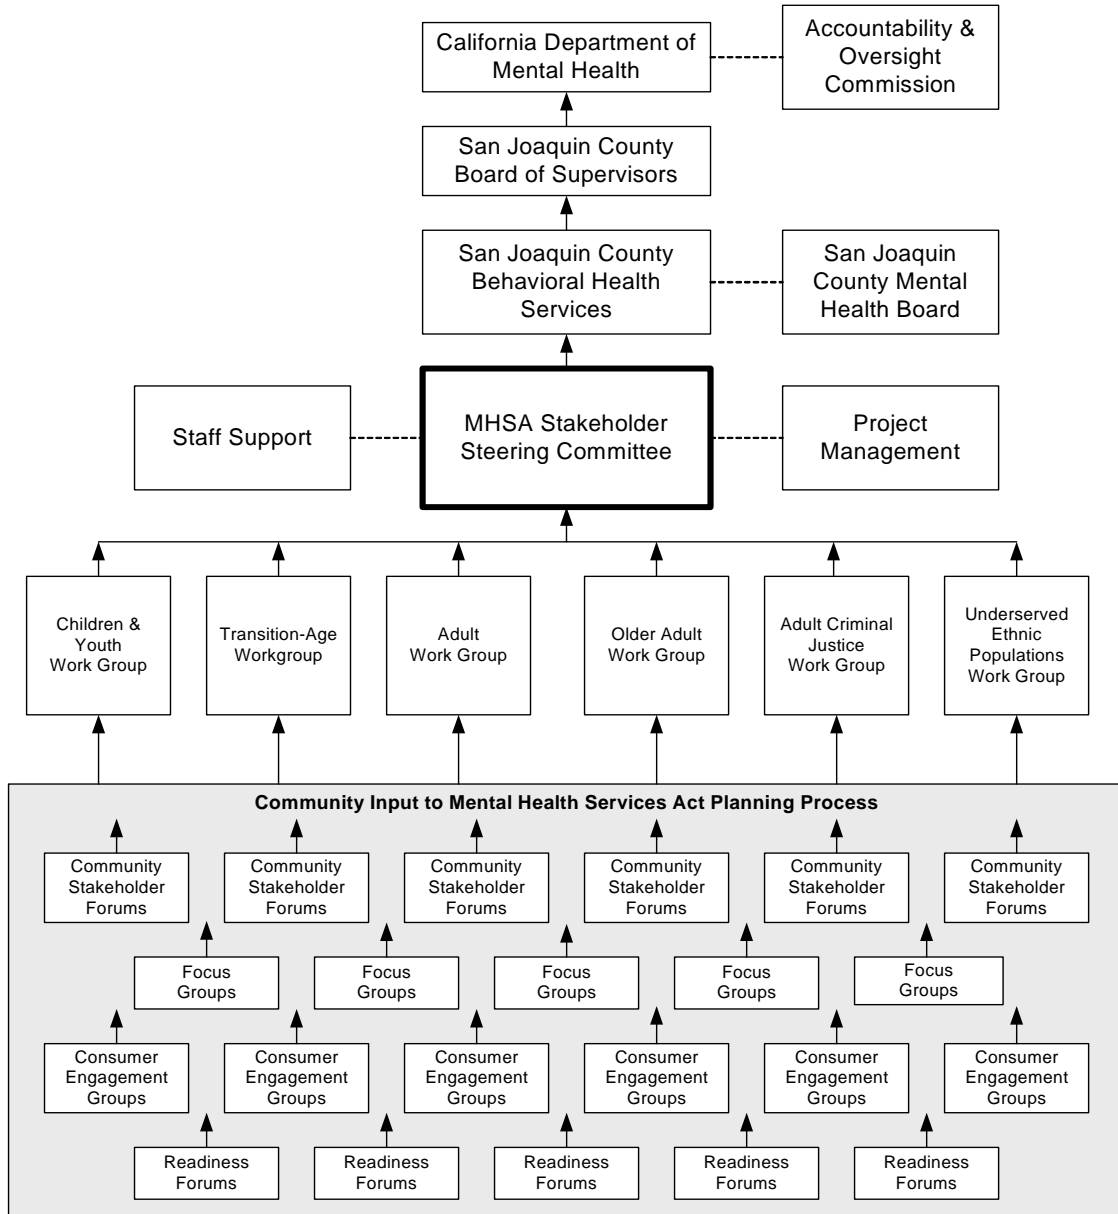 California Department of
Mental Health
Accountability &
Oversight
Commission
San Joaquin County
Board of Supervisors
San Joaquin County
Behavioral Health
Services
San Joaquin
County Mental
Health Board
Staff Support
MHSA Stakeholder
Steering Committee
Project
Management
Children &
Youth
Work Group
Transition-Age
Workgroup
Adult
Work Group
Older Adult
Work Group
Adult Criminal
Justice
Work Group
Underserved
Ethnic
Populations
Work Group
Community Input to Mental Health Services Act Planning Process
Community
Stakeholder
Forums
Community
Stakeholder
Forums
Community
Stakeholder
Forums
Community
Stakeholder
Forums
Community
Stakeholder
Forums
Community
Stakeholder
Forums
Focus
Groups
Focus
Groups
Focus
Groups
Focus
Groups
Focus
Groups
Consumer
Engagement
Groups
Consumer
Engagement
Groups
Consumer
Engagement
Groups
Consumer
Engagement
Groups
Consumer
Engagement
Groups
Consumer
Engagement
Groups
Readiness
Forums
Readiness
Forums
Readiness
Forums
Readiness
Forums
Readiness
Forums